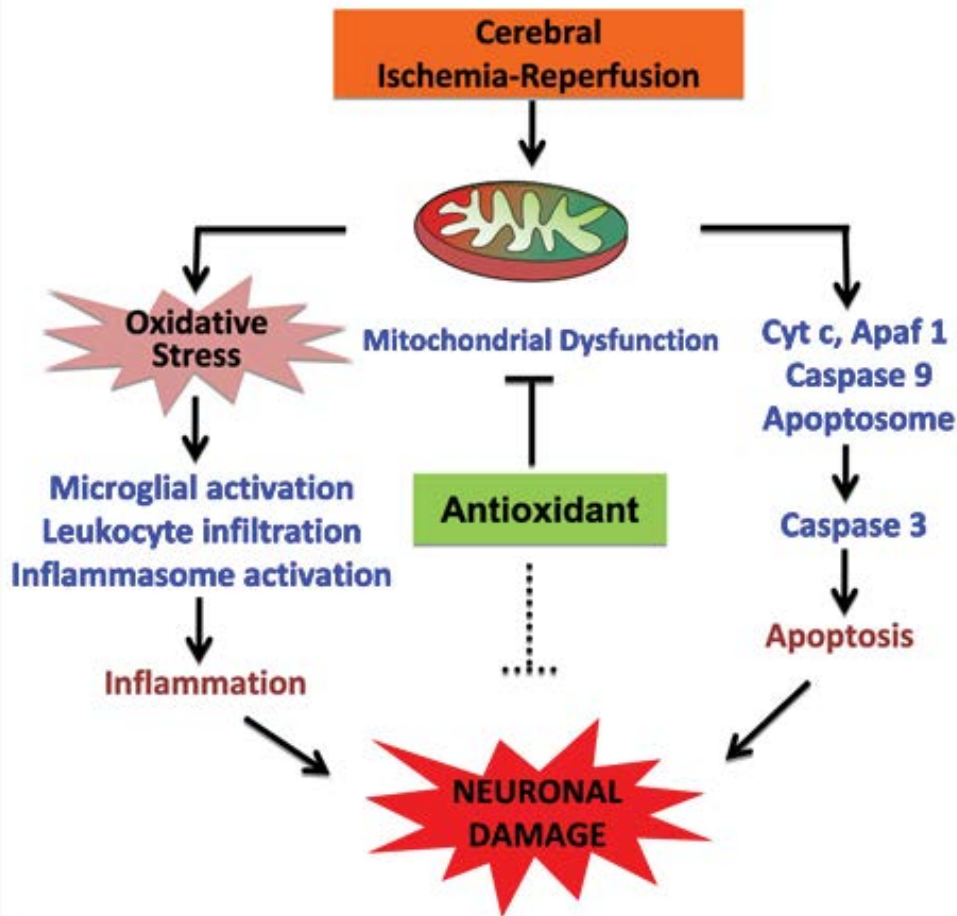 Cerebral
Ischemia-Reperfusion
Oxidative
Stress
Microglial activation
Leukocyte infiltration
Inflammasome activation
Inflammation
Mitochondrial Dysfunction
Antioxidant
Cyt c, Apaf 1
Caspase 9
Apoptosome
Caspase 3
Apoptosis
NEURONAL
DAMAGE